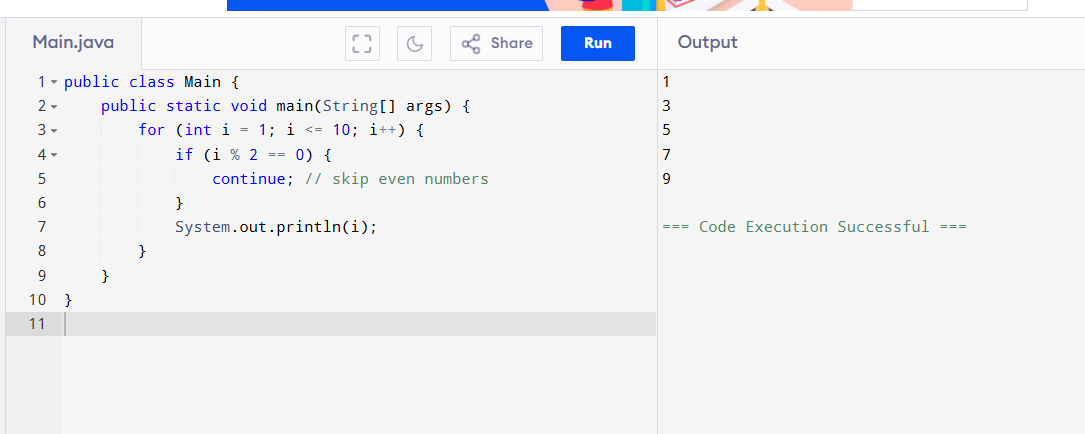 Main.java
Share
Run
Output
1 public class Main {
2     public static void main(String[] args) {
3         for (int i = 1; i <= 10; i++) {
4             if (i % 2 == 0) {
5                 continue; // skip even numbers
6             }
7             System.out.println(i);
8         }
9     }
10 }
11
1
3
5
7
9
=== Code Execution Successful ===